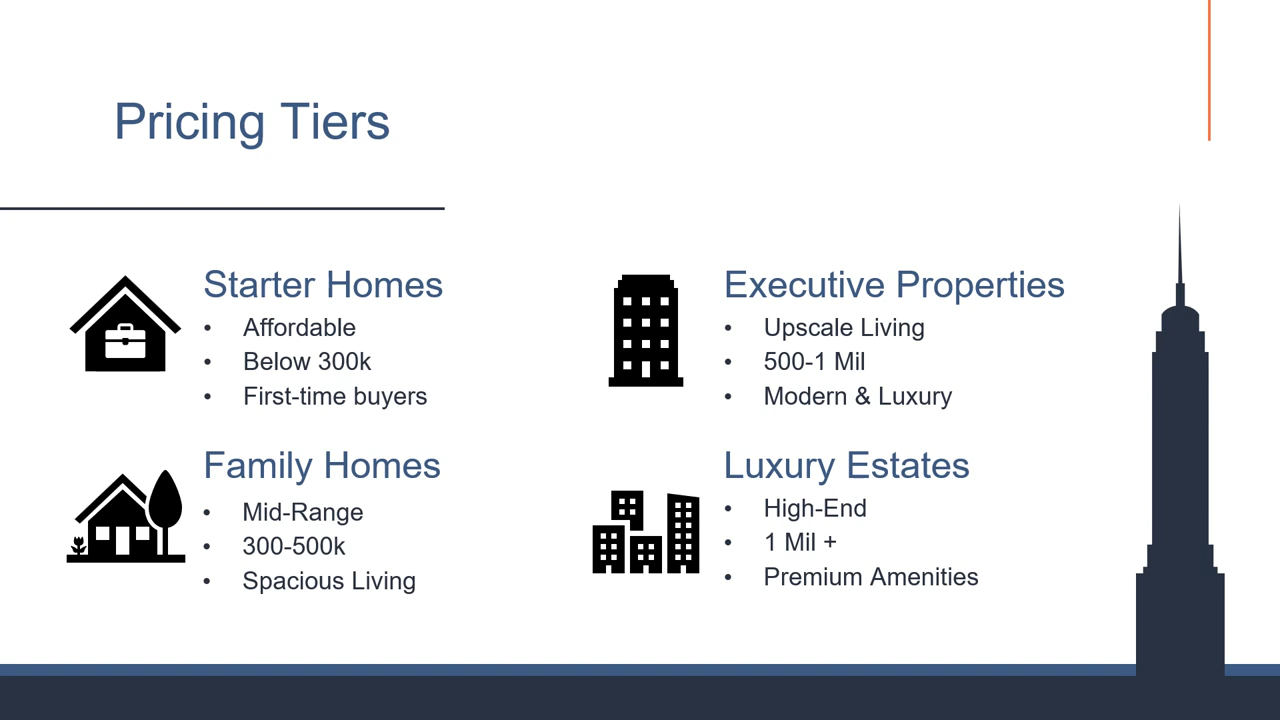 Pricing Tiers
Starter Homes
• Affordable
• Below 300k
• First-time buyers
Family Homes
• Mid-Range
• 300-500k
• Spacious Living
Executive Properties
• Upscale Living
• 500-1 Mil
• Modern & Luxury
Luxury Estates
• High-End
• 1 Mil +
• Premium Amenities